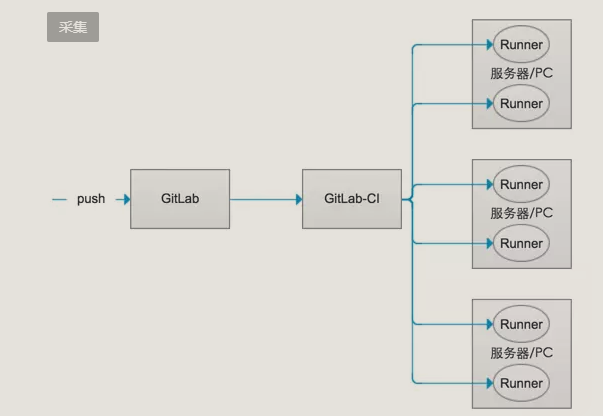 采集
Runner
服务器/PC
Runner
push
GitLab
GitLab-CI
Runner
服务器/PC
Runner
Runner
服务器/PC
Runner